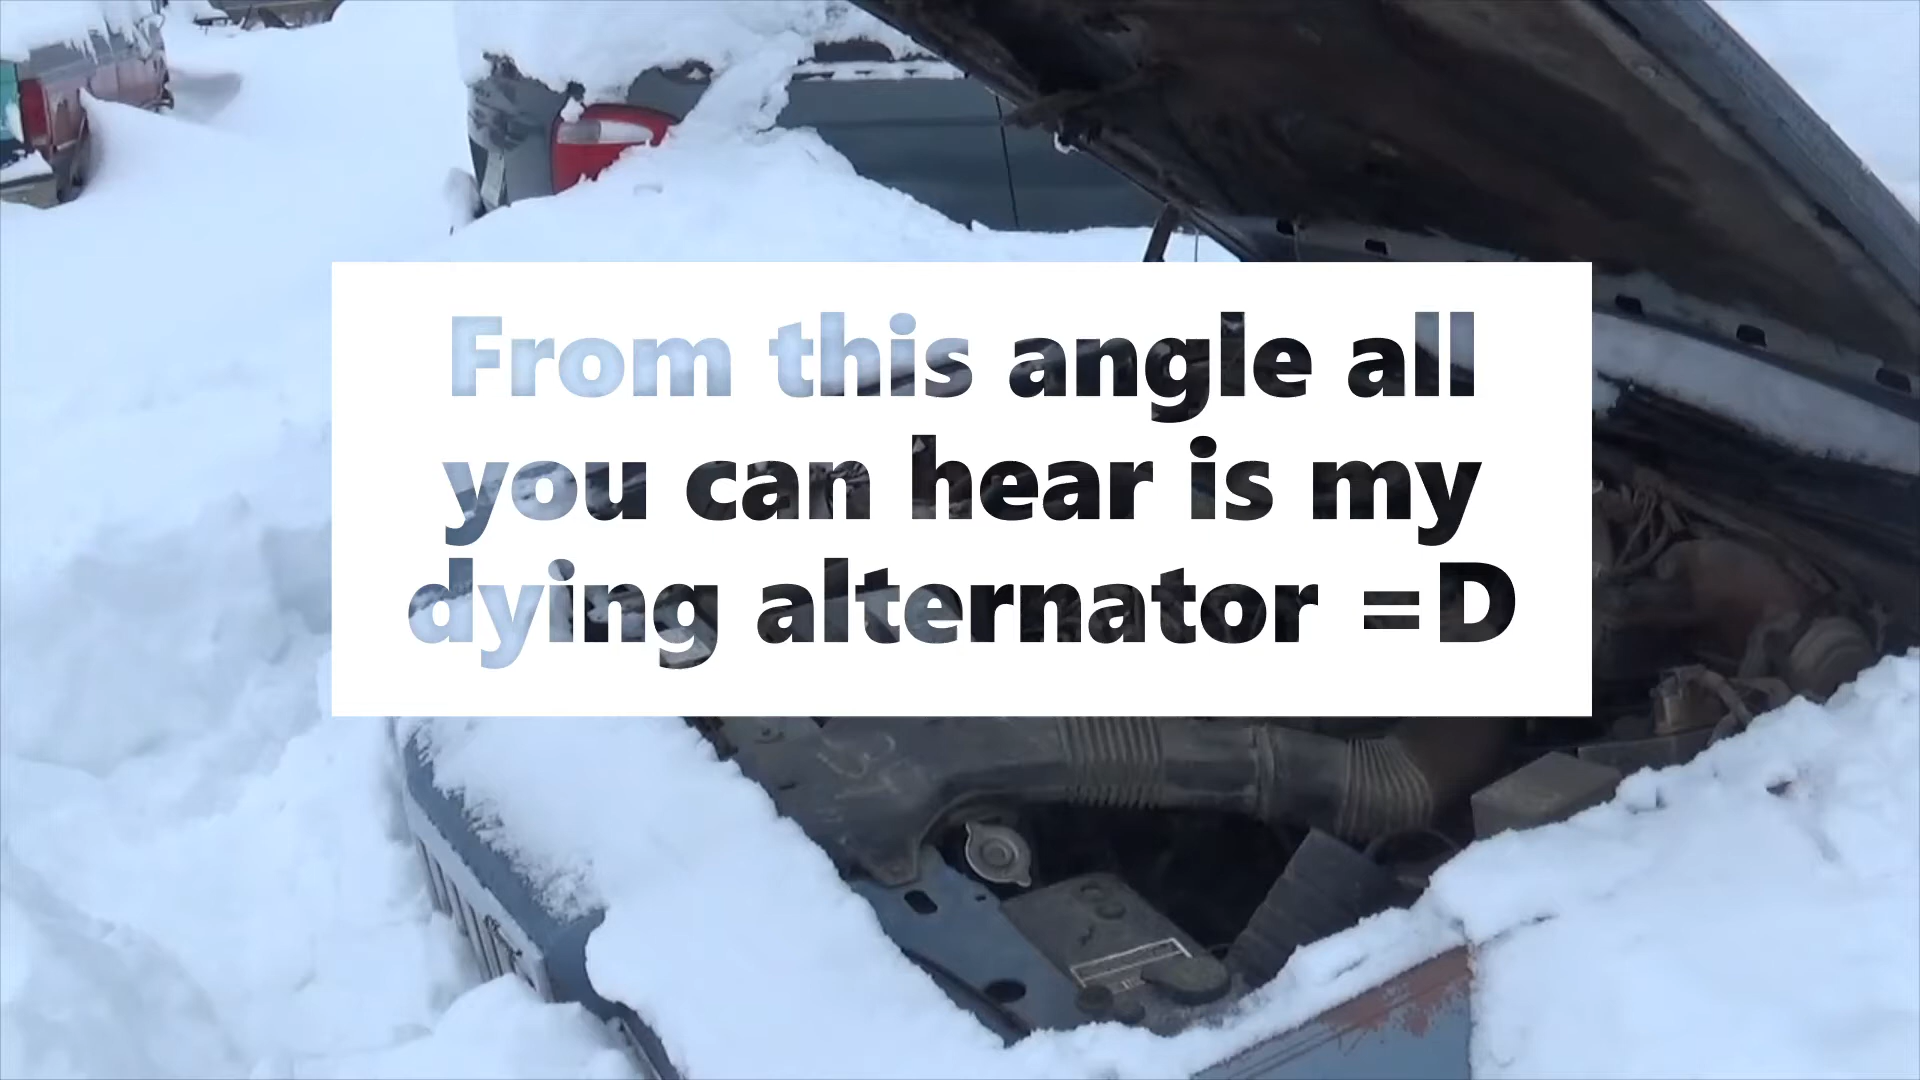 From this angle all
you can hear is my
dying alternator =D